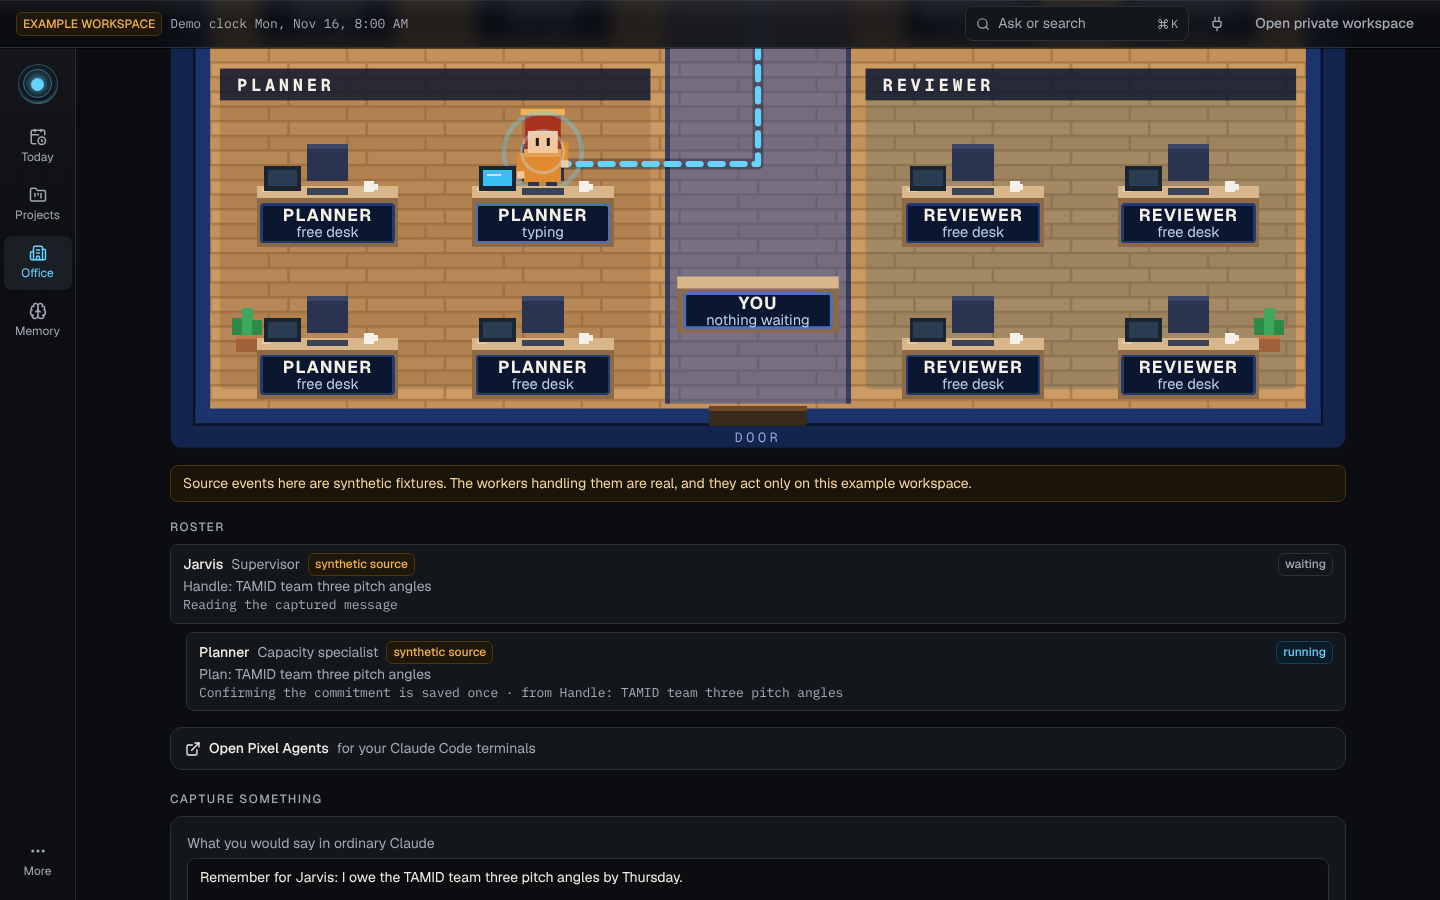 EXAMPLE WORKSPACE Demo clock Mon, Nov 16, 8:00 AM
Ask or search ⌘K
Open private workspace
Today
Projects
Office
Memory
More
PLANNER
REVIEWER
PLANNER
free desk
PLANNER
typing
REVIEWER
free desk
REVIEWER
free desk
YOU
nothing waiting
PLANNER
free desk
PLANNER
free desk
REVIEWER
free desk
REVIEWER
free desk
DOOR
Source events here are synthetic fixtures. The workers handling them are real, and they act only on this example workspace.
ROSTER
Jarvis Supervisor synthetic source waiting
Handle: TAMID team three pitch angles
Reading the captured message
Planner Capacity specialist synthetic source running
Plan: TAMID team three pitch angles
Confirming the commitment is saved once · from Handle: TAMID team three pitch angles
Open Pixel Agents for your Claude Code terminals
CAPTURE SOMETHING
What you would say in ordinary Claude
Remember for Jarvis: I owe the TAMID team three pitch angles by Thursday.